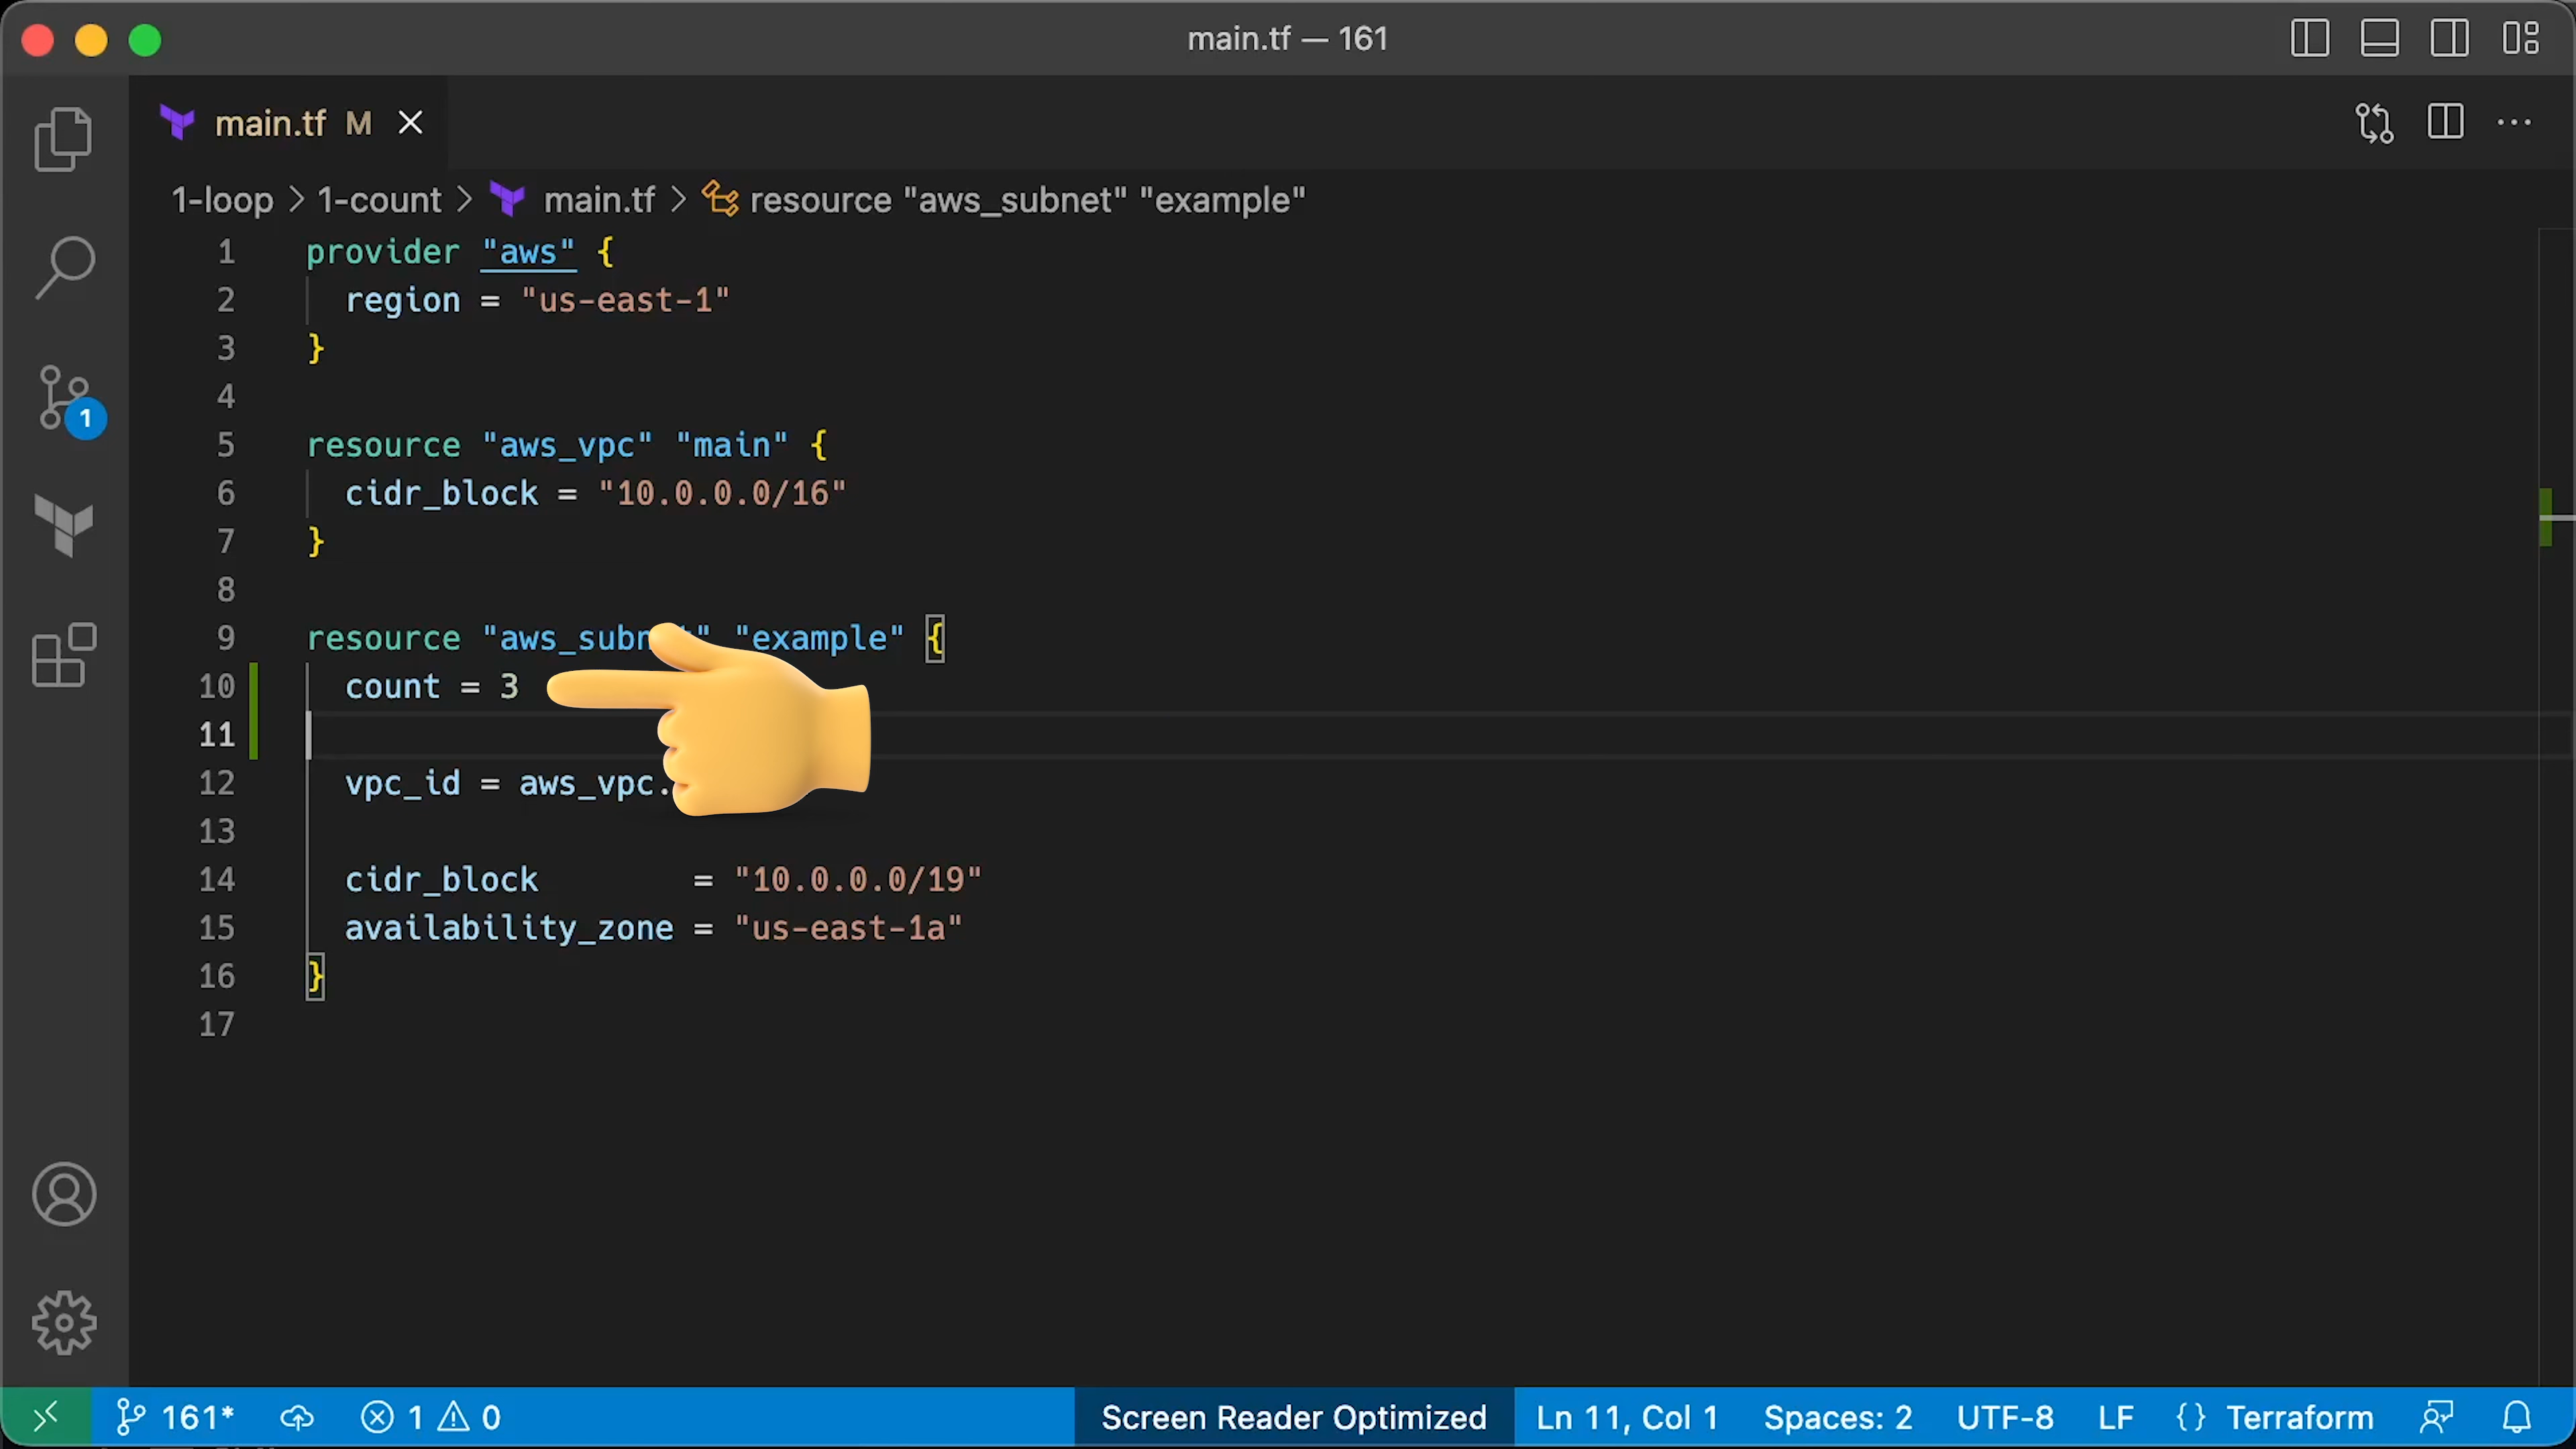 main.tf — 161
main.tf M
1-loop > 1-count > main.tf > resource "aws_subnet" "example"
1 provider "aws" {
2 region = "us-east-1"
3 }
4
5 resource "aws_vpc" "main" {
6 cidr_block = "10.0.0.0/16"
7 }
8
9 resource "aws_subnet" "example" {
10 count = 3
11
12 vpc_id = aws_vpc.
13
14 cidr_block = "10.0.0.0/19"
15 availability_zone = "us-east-1a"
16 }
17
1
161* 1 0 Screen Reader Optimized Ln 11, Col 1 Spaces: 2 UTF-8 LF {} Terraform